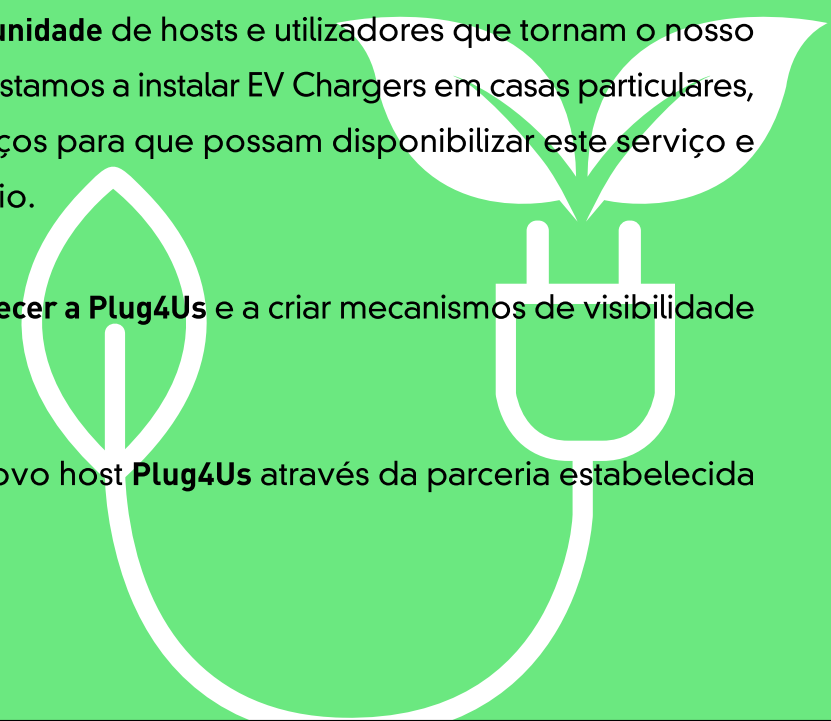 unidade de hosts e utilizadores que tornam o nosso
stamos a instalar EV Chargers em casas particulares,
ços para que possam disponibilizar este serviço e
io.
ecer a Plug4Us e a criar mecanismos de visibilidade
ovo host Plug4Us através da parceria estabelecida